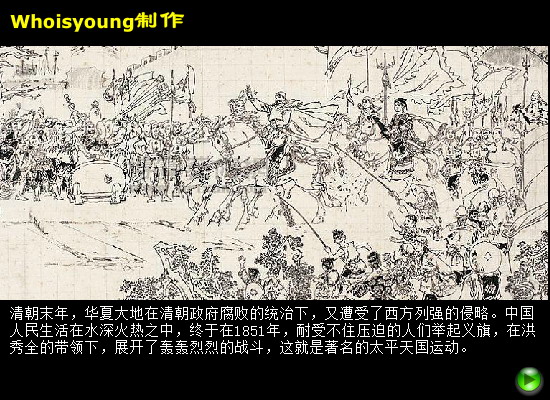 Whoisyoung制作
清朝末年，华夏大地在清朝政府腐败的统治下，又遭受了西方列强的侵略。中国
人民生活在水深火热之中，终于在1851年，耐受不住压迫的人们举起义旗，在洪
秀全的带领下，展开了轰轰烈烈的战斗，这就是著名的太平天国运动。